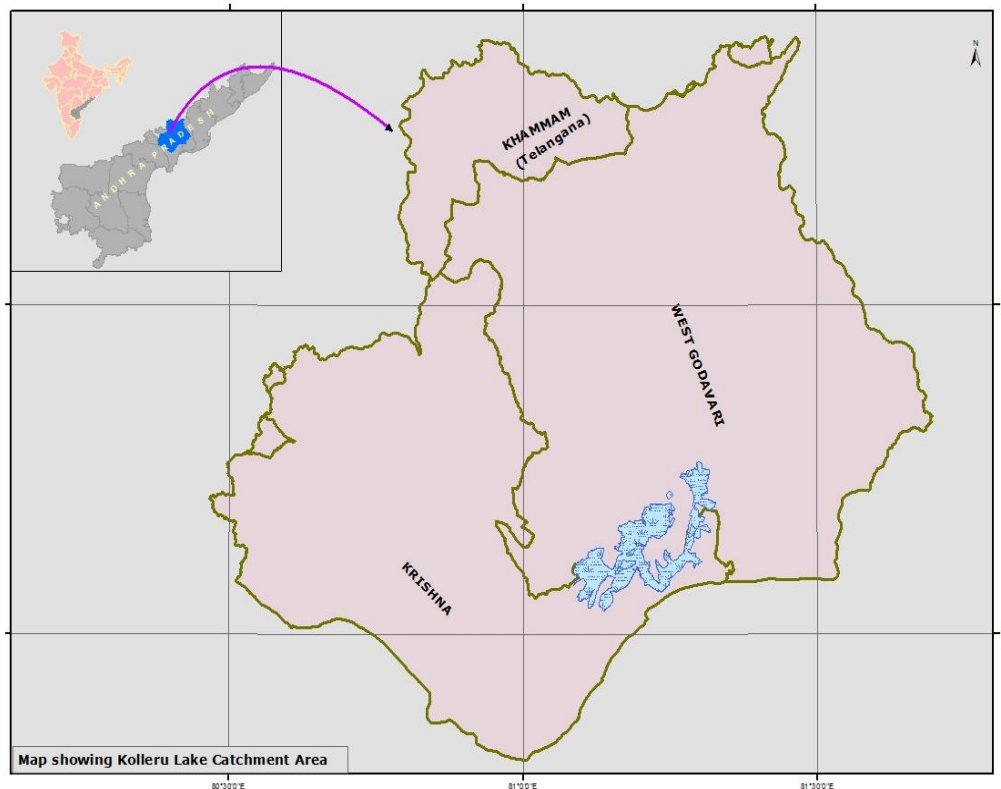 N
ANDHRA PRADESH
KHAMMAM
(Telangana)
WEST GODAVARI
KRISHNA
Map showing Kolleru Lake Catchment Area
80°30'0"E
81°0'0"E
81°30'0"E